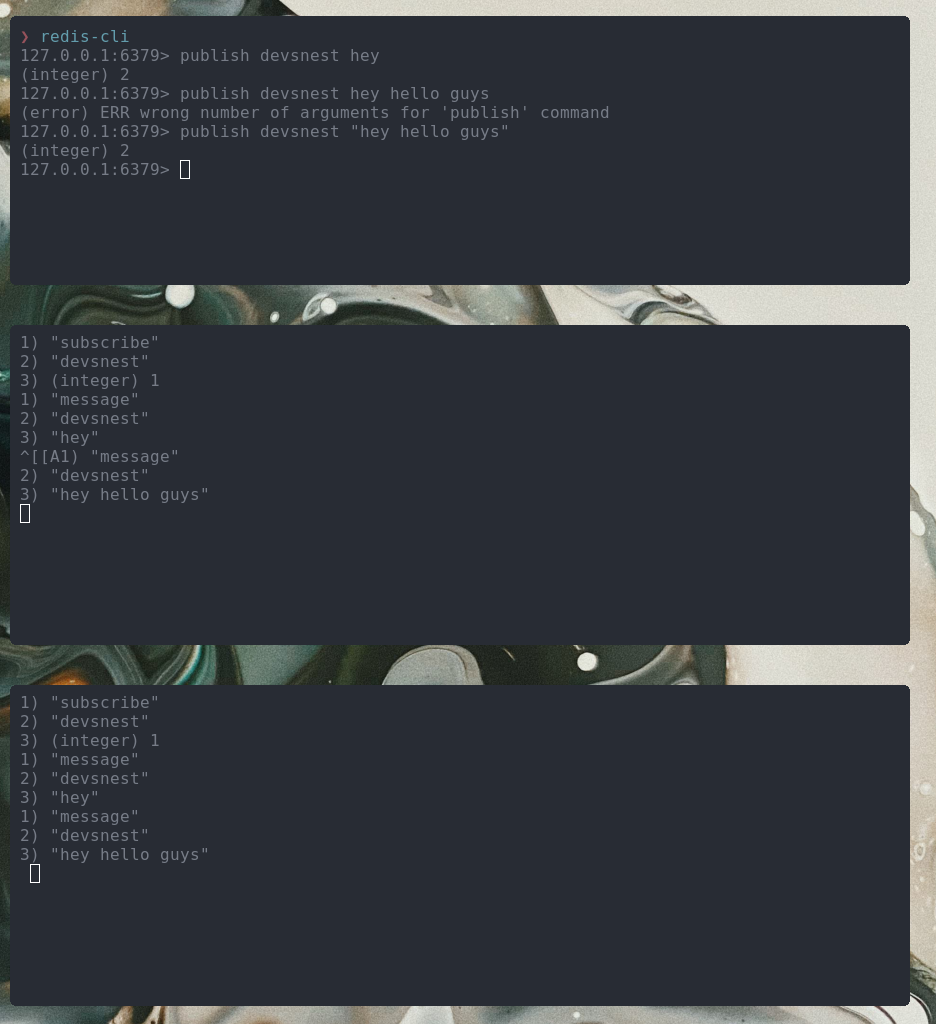 ❯ redis-cli
127.0.0.1:6379> publish devsnest hey
(integer) 2
127.0.0.1:6379> publish devsnest hey hello guys
(error) ERR wrong number of arguments for 'publish' command
127.0.0.1:6379> publish devsnest "hey hello guys"
(integer) 2
127.0.0.1:6379>
1) "subscribe"
2) "devsnest"
3) (integer) 1
1) "message"
2) "devsnest"
3) "hey"
^[[A1) "message"
2) "devsnest"
3) "hey hello guys"
1) "subscribe"
2) "devsnest"
3) (integer) 1
1) "message"
2) "devsnest"
3) "hey"
1) "message"
2) "devsnest"
3) "hey hello guys"